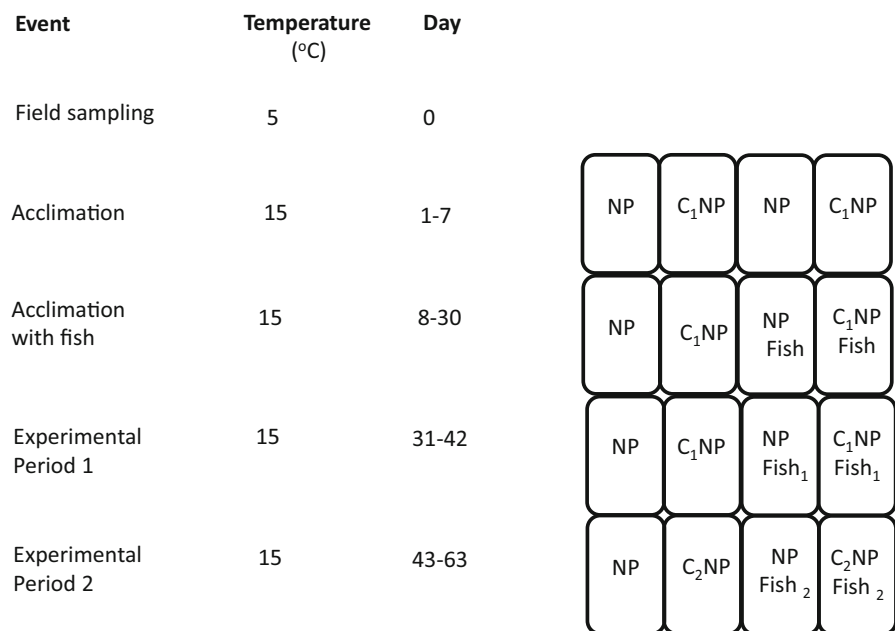 Event Temperature Day
(°C)
Field sampling 5 0
Acclimation 15 1-7 NP C₁NP NP C₁NP
Acclimation
with fish 15 8-30 NP C₁NP NP
Fish C₁NP
Fish
Experimental
Period 1 15 31-42 NP C₁NP NP
Fish₁ C₁NP
Fish₁
Experimental
Period 2 15 43-63 NP C₂NP NP
Fish ₂ C₂NP
Fish ₂